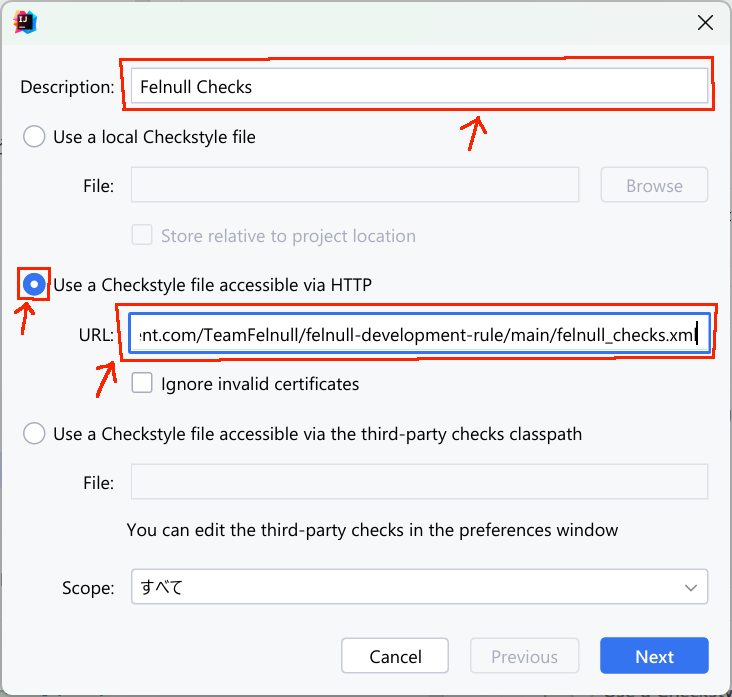 Description: Felnull Checks
Use a local Checkstyle file
File: Browse
Store relative to project location
Use a Checkstyle file accessible via HTTP
URL: ent.com/TeamFelnull/felnull-development-rule/main/felnull_checks.xml
Ignore invalid certificates
Use a Checkstyle file accessible via the third-party checks classpath
File:
You can edit the third-party checks in the preferences window
Scope: すべて
Cancel Previous Next